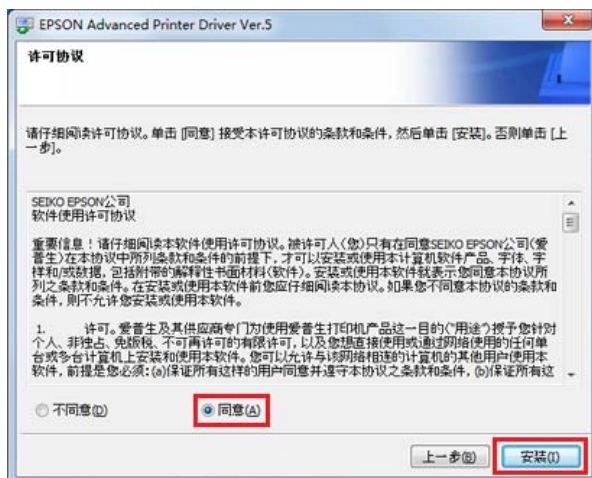 EPSON Advanced Printer Driver Ver.5
许可协议
请仔细阅读许可协议。单击 [同意] 接受本许可协议的条款和条件, 然后单击 [安装]。否则单击 [上
一步]。
SEIKO EPSON公司
软件使用许可协议
重要信息！请仔细阅读本软件使用许可协议。被许可人(您)只有在同意SEIKO EPSON公司(爱
普生)在本协议中所列条款和条件的前提下, 才可以安装或使用本计算机软件产品、字体、字
样和/或数据, 包括附带的解释性书面材料(软件)。安装或使用本软件就表示您同意本协议所
列之条款和条件。在安装或使用本软件前您应仔细阅读本协议。如果您不同意本协议的条款和
条件, 则不允许您安装或使用本软件。
1. 许可。爱普生及其供应商专门为使用爱普生打印机产品这一目的("用途")授予您针对
个人、非独占、免版税、不可再许可的有限许可, 以及您想直接使用或通过网络使用的任何单
台或多台计算机上安装和使用本软件。您可以允许与该网络相连的计算机的其他用户使用本
软件, 前提是您必须:(a)保证所有这样的用户同意并遵守本协议之条款和条件, (b)保证所有这
不同意(D)
同意(A)
上一步(B)
安装(I)